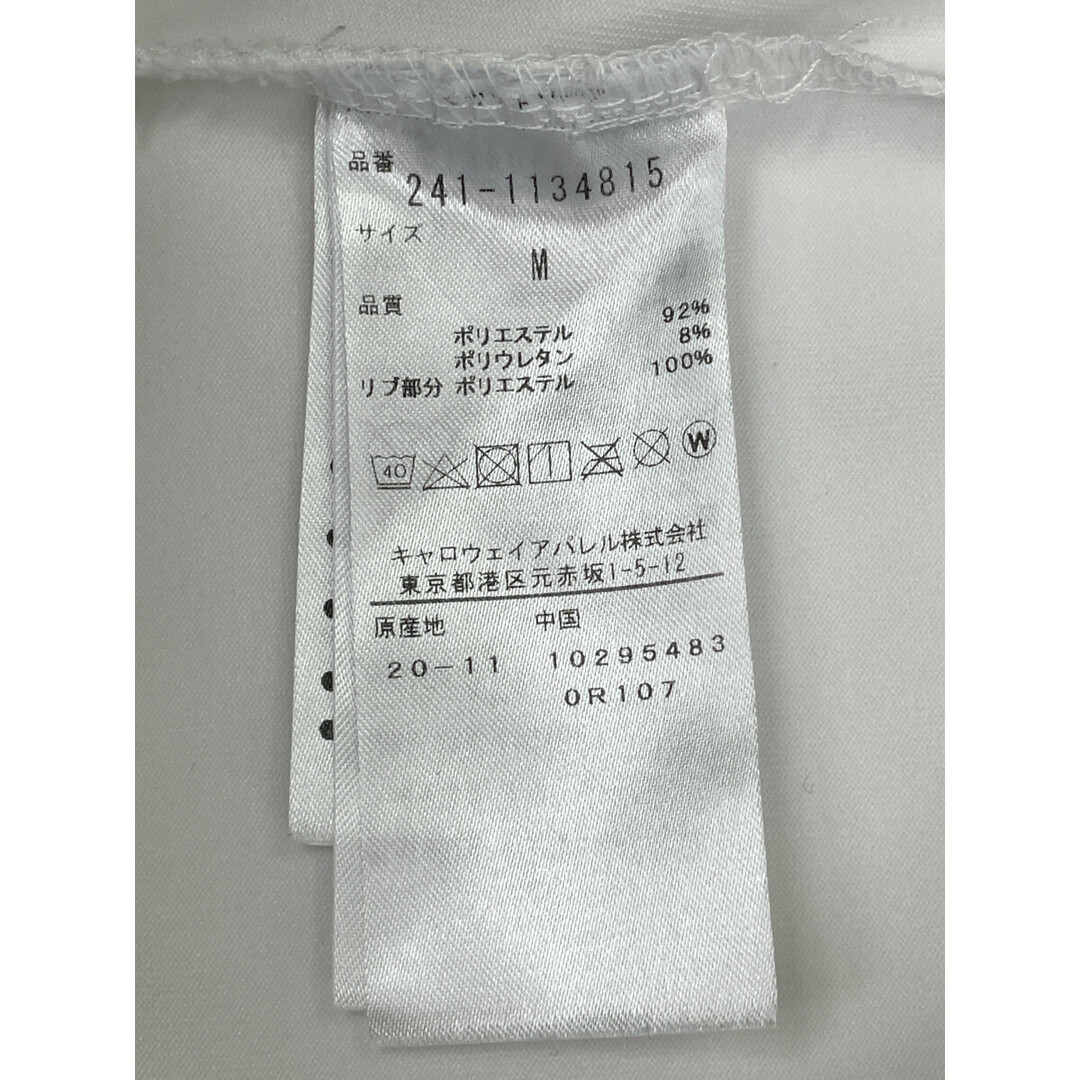 品番 241-1134815
サイズ
M
品質
ポリエステル 92%
ポリウレタン 8%
リブ部分 ポリエステル 100%
40 W
キャロウェイアパレル株式会社
東京都港区元赤坂1-5-12
原産地 中国
20-11 10295483
0R107